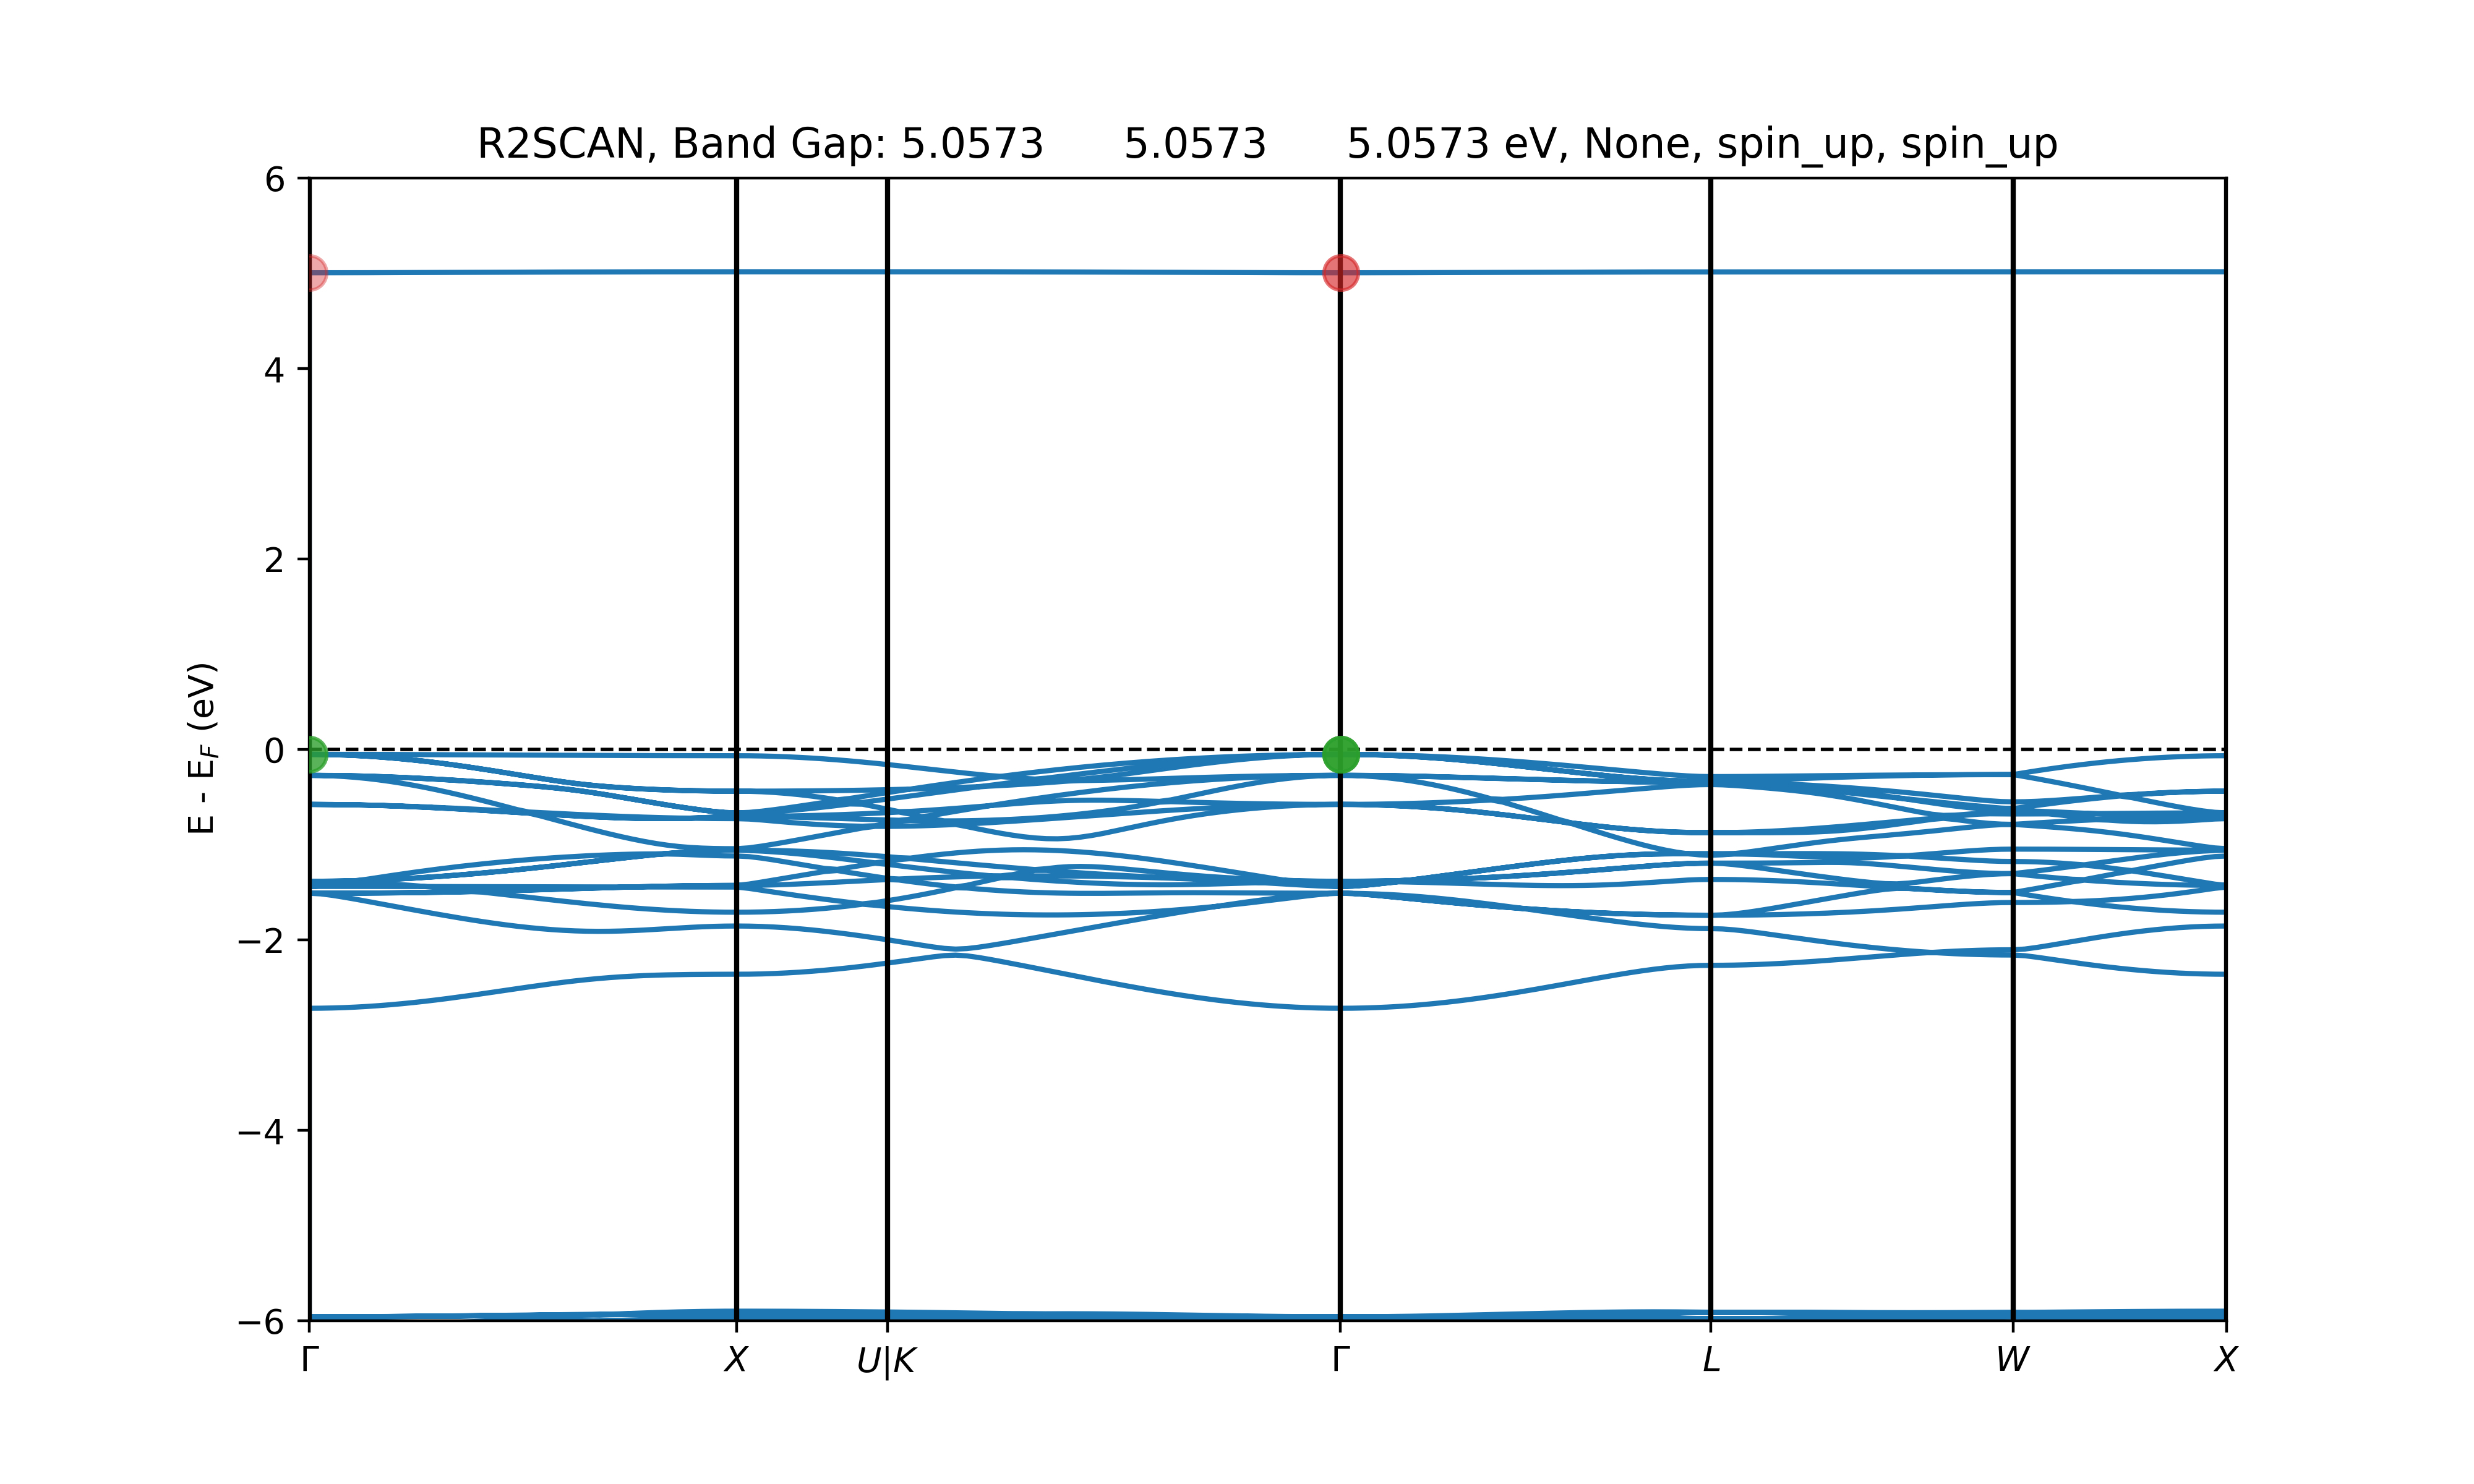 R2SCAN, Band Gap: 5.0573 5.0573 5.0573 eV, None, spin_up, spin_up
6
4
2
0
−2
−4
−6
E - E_F (eV)
Γ X U|K Γ L W X